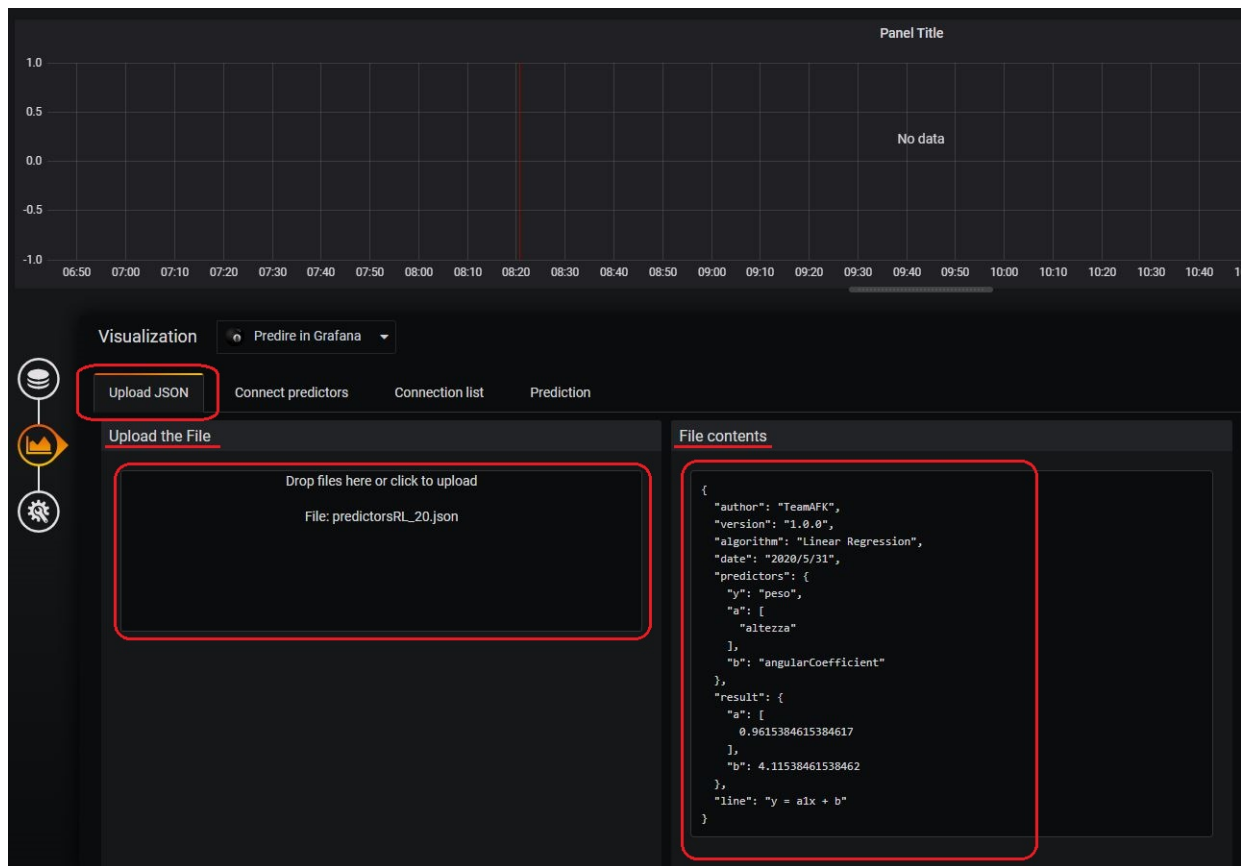 Panel Title
1.0
0.5
No data
0.0
-0.5
-1.0
06:50 07:00 07:10 07:20 07:30 07:40 07:50 08:00 08:10 08:20 08:30 08:40 08:50 09:00 09:10 09:20 09:30 09:40 09:50 10:00 10:10 10:20 10:30 10:40
Visualization Predire in Grafana
Upload JSON Connect predictors Connection list Prediction
Upload the File
Drop files here or click to upload
File: predictorsRL_20.json
File contents
{
"author": "TeamAFK",
"version": "1.0.0",
"algorithm": "Linear Regression",
"date": "2020/5/31",
"predictors": {
"y": "peso",
"a": [
"altezza"
],
"b": "angularCoefficient"
},
"result": {
"a": [
0.9615384615384617
],
"b": 4.11538461538462
},
"line": "y = a1x + b"
}